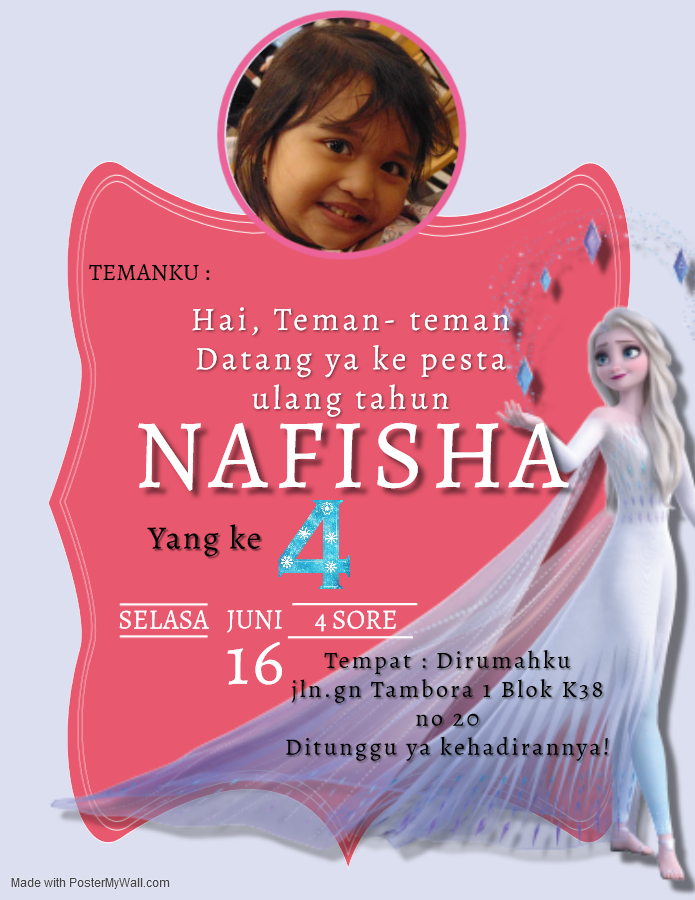 TEMANKU :
Hai, Teman- teman
Datang ya ke pesta
ulang tahun
NAFISHA
Yang ke 4
SELASA JUNI 4 SORE
16
Tempat : Dirumahku
jln.gn Tambora 1 Blok K38
no 20
Ditunggu ya kehadirannya!
Made with PosterMyWall.com